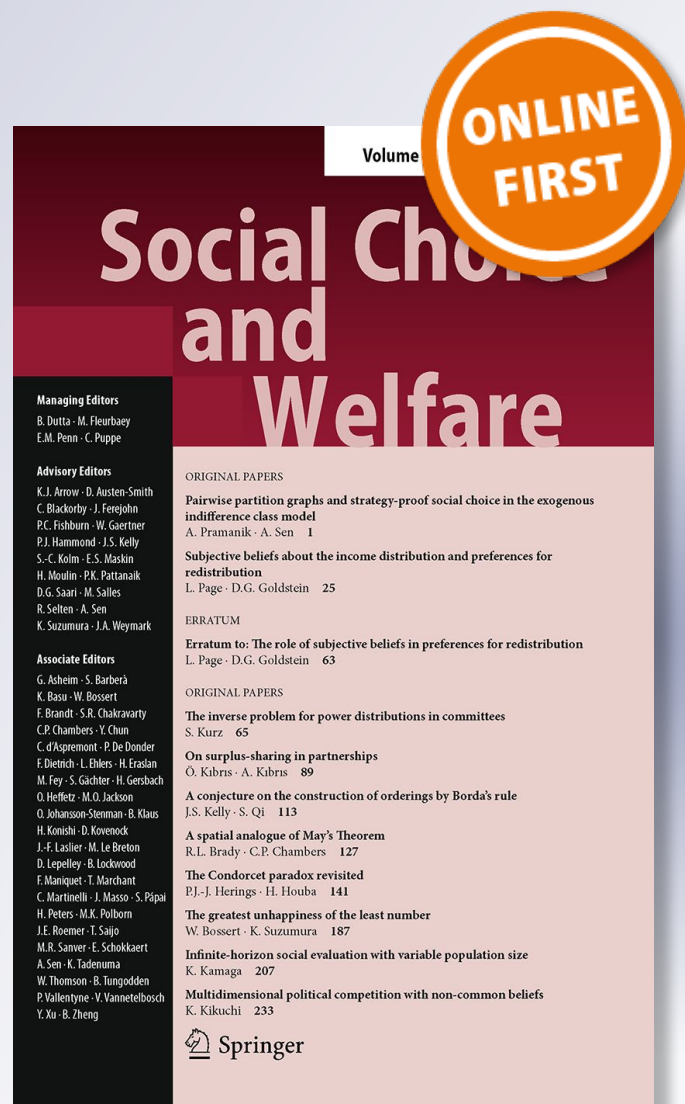 ONLINE
FIRST
Volume
Social
and
Welfare
Managing Editors
B. Dutta · M. Fleurbaey
E.M. Penn · C. Puppe
Advisory Editors
K.J. Arrow · D. Austen-Smith
C. Blackorby · J. Ferejohn
P.C. Fishburn · W. Gaertner
P.J. Hammond · J.S. Kelly
S.-C. Kolm · E.S. Maskin
H. Moulin · P.K. Pattanaik
D.G. Saari · M. Salles
R. Selten · A. Sen
K. Suzumura · J.A. Weymark
Associate Editors
G. Asheim · S. Barberà
K. Basu · W. Bossert
F. Brandt · S.R. Chakravarty
C.P. Chambers · Y. Chun
C. d'Aspremont · P. De Donder
F. Dietrich · L. Ehlers · H. Eraslan
M. Fey · S. Gächter · H. Gersbach
O. Heffetz · M.O. Jackson
O. Johansson-Stenman · B. Klaus
H. Konishi · D. Kovenock
J.-F. Laslier · M. Le Breton
D. Lepelley · B. Lockwood
F. Maniquet · T. Marchant
C. Martinelli · J. Masso · S. Pápai
H. Peters · M.K. Polborn
J.E. Roemer · T. Saijo
M.R. Sanver · E. Schokkaert
A. Sen · K. Tadenuma
W. Thomson · B. Tungodden
P. Vallentyne · V. Vannetelbosch
Y. Xu · B. Zheng
ORIGINAL PAPERS
Pairwise partition graphs and strategy-proof social choice in the exogenous
indifference class model
A. Pramanik · A. Sen 1
Subjective beliefs about the income distribution and preferences for
redistribution
L. Page · D.G. Goldstein 25
ERRATUM
Erratum to: The role of subjective beliefs in preferences for redistribution
L. Page · D.G. Goldstein 63
ORIGINAL PAPERS
The inverse problem for power distributions in committees
S. Kurz 65
On surplus-sharing in partnerships
Ö. Kıbrıs · A. Kıbrıs 89
A conjecture on the construction of orderings by Borda's rule
J.S. Kelly · S. Qi 113
A spatial analogue of May's Theorem
R.L. Brady · C.P. Chambers 127
The Condorcet paradox revisited
P.J.-J. Herings · H. Houba 141
The greatest unhappiness of the least number
W. Bossert · K. Suzumura 187
Infinite-horizon social evaluation with variable population size
K. Kamaga 207
Multidimensional political competition with non-common beliefs
K. Kikuchi 233
Springer